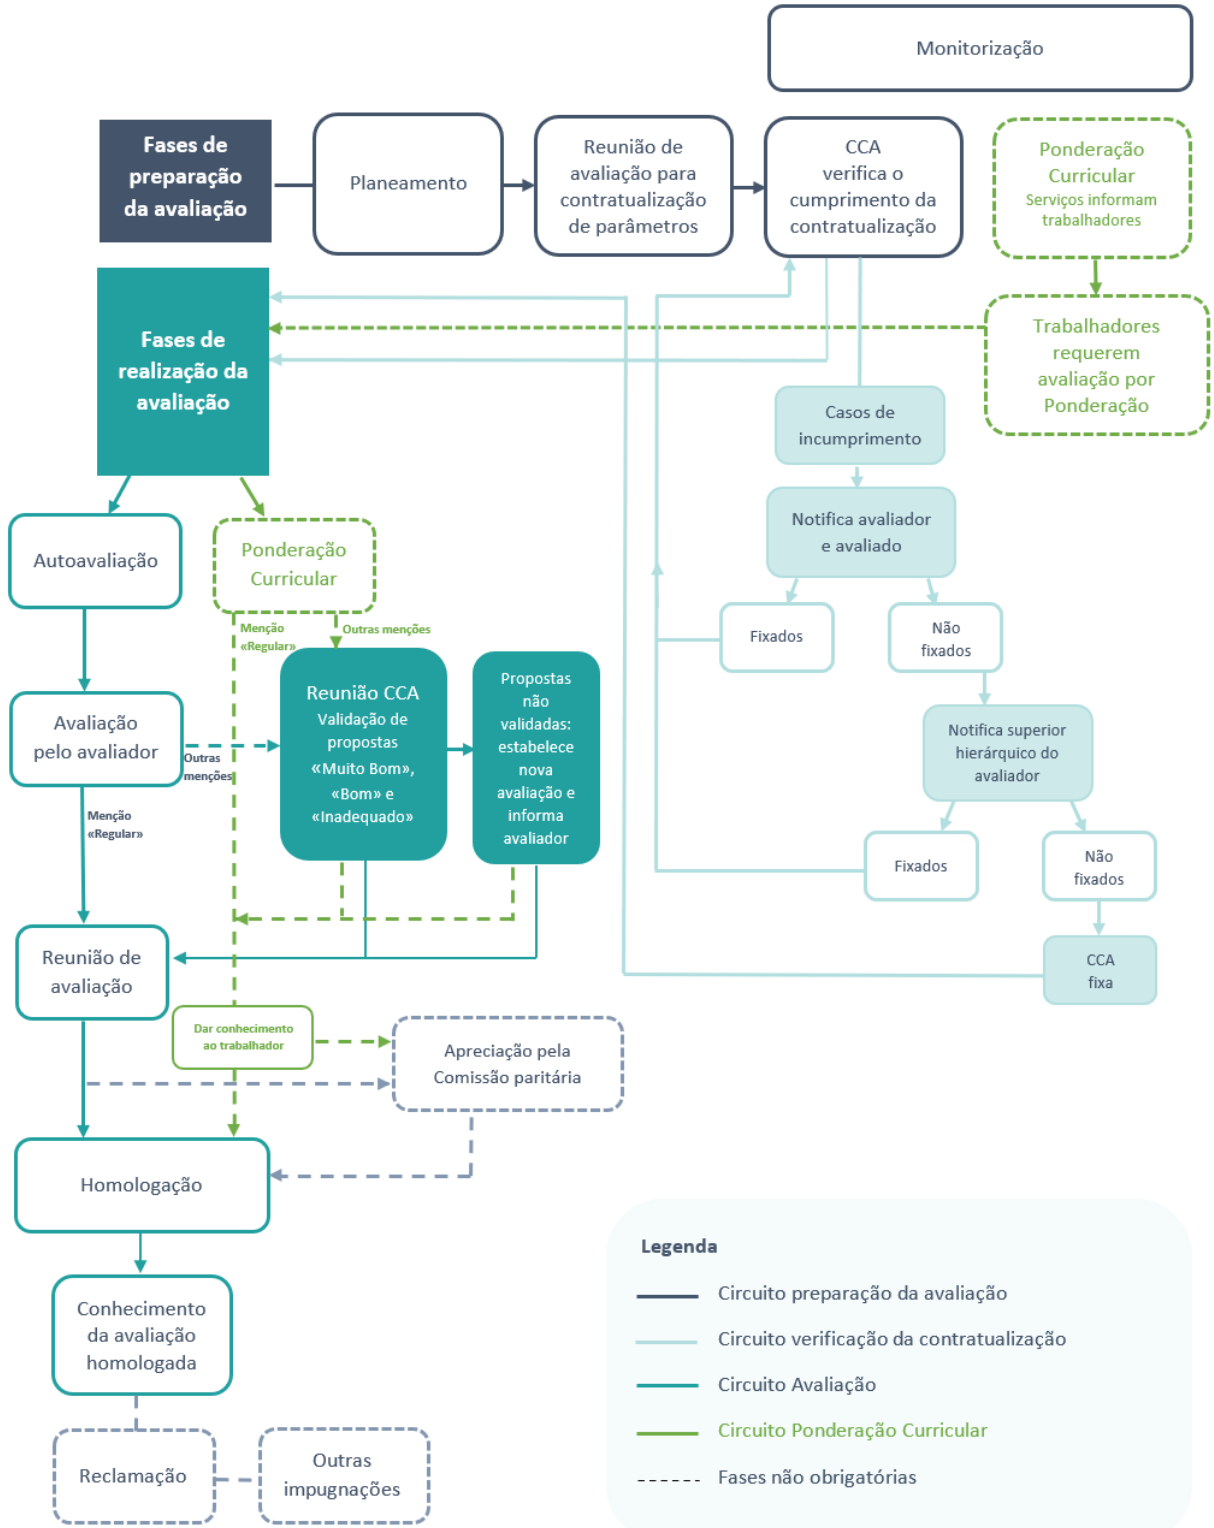 Monitorização
Fases de
preparação
da avaliação
Planeamento
Reunião de
avaliação para
contratualização
de parâmetros
CCA
verifica o
cumprimento da
contratualização
Ponderação
Curricular
Serviços informam
trabalhadores
Fases de
realização da
avaliação
Trabalhadores
requerem
avaliação por
Ponderação
Casos de
incumprimento
Notifica avaliador
e avaliado
Autoavaliação
Ponderação
Curricular
Fixados
Não
fixados
Menção
«Regular»
Outras menções
Reunião CCA
Validação de
propostas
«Muito Bom»,
«Bom» e
«Inadequado»
Propostas
não
validadas:
estabelece
nova
avaliação e
informa
avaliador
Avaliação
pelo avaliador
Outras
menções
Notifica superior
hierárquico do
avaliador
Menção
«Regular»
Fixados
Não
fixados
Reunião de
avaliação
CCA
fixa
Dar conhecimento
ao trabalhador
Apreciação pela
Comissão paritária
Homologação
Conhecimento
da avaliação
homologada
Reclamação
Outras
impugnações
Legenda
Circuito preparação da avaliação
Circuito verificação da contratualização
Circuito Avaliação
Circuito Ponderação Curricular
Fases não obrigatórias